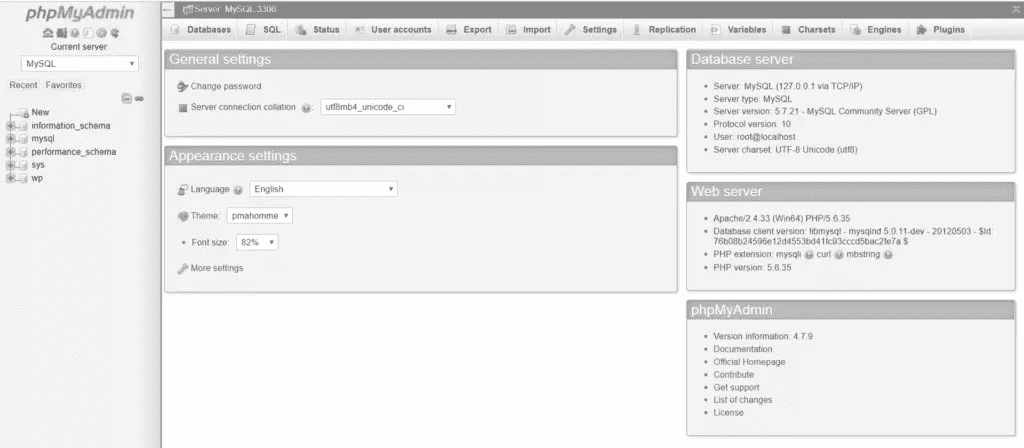 phpMyAdmin
Current server:
MySQL
Recent Favorites
New
information_schema
mysql
performance_schema
sys
wp
Server: MySQL:3306
Databases SQL Status User accounts Export Import Settings Replication Variables Charsets Engines Plugins
General settings
Change password
Server connection collation : utf8mb4_unicode_ci
Appearance settings
Language English
Theme: pmahomme
Font size: 82%
More settings
Database server
Server: MySQL (127.0.0.1 via TCP/IP)
Server type: MySQL
Server version: 5.7.21 - MySQL Community Server (GPL)
Protocol version: 10
User: root@localhost
Server charset: UTF-8 Unicode (utf8)
Web server
Apache/2.4.33 (Win64) PHP/5.6.35
Database client version: libmysql - mysqlnd 5.0.11-dev - 20120503 - $Id:
76b08b24596e12d4553bd41fc93cccd5bac2fe7a $
PHP extension: mysqli curl mbstring
PHP version: 5.6.35
phpMyAdmin
Version information: 4.7.9
Documentation
Official Homepage
Contribute
Get support
List of changes
License